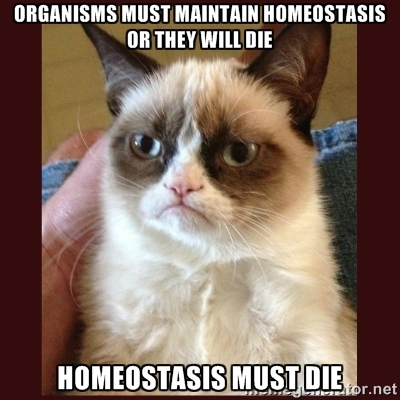 ORGANISMS MUST MAINTAIN HOMEOSTASIS
OR THEY WILL DIE
HOMEOSTASIS MUST DIE